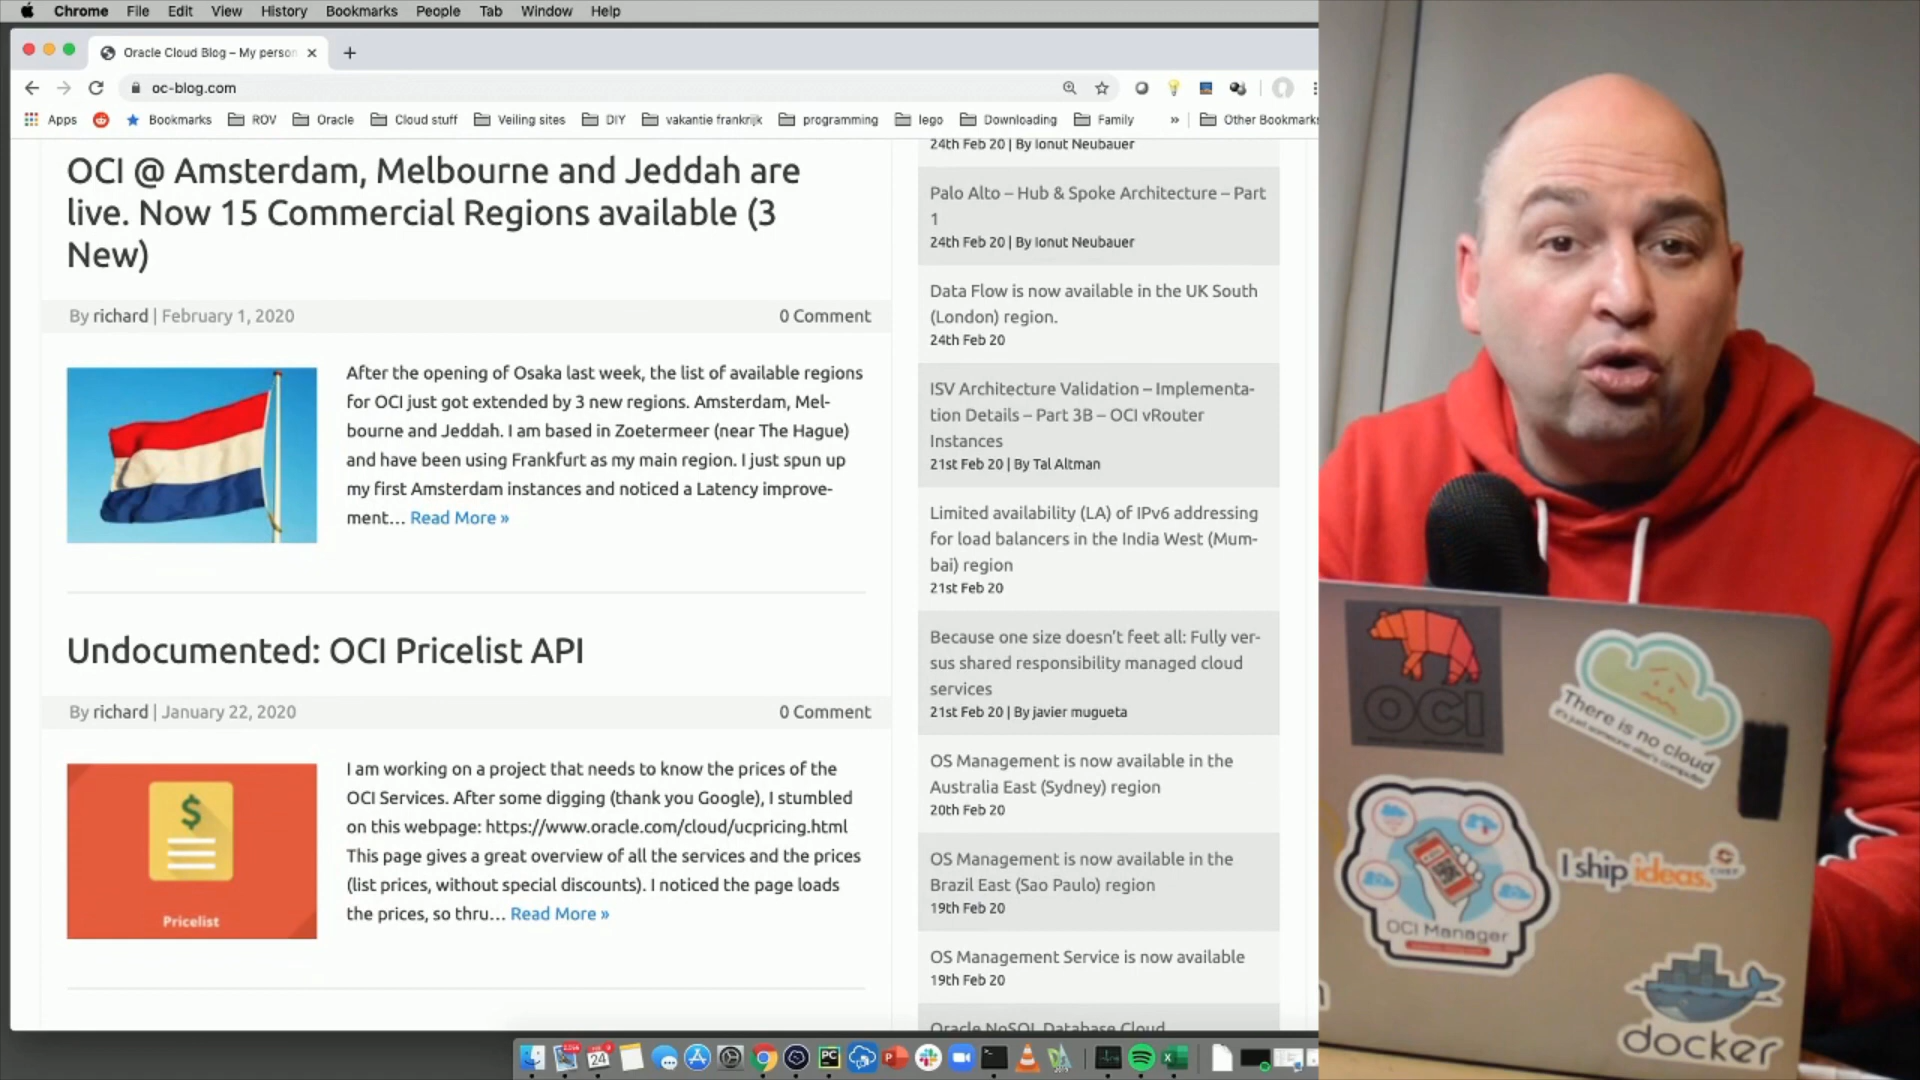 Chrome File Edit View History Bookmarks People Tab Window Help
Oracle Cloud Blog – My person
oc-blog.com
Apps Bookmarks ROV Oracle Cloud stuff Veiling sites DIY vakantie frankrijk programming lego Downloading Family » Other Bookmarks
OCI @ Amsterdam, Melbourne and Jeddah are
live. Now 15 Commercial Regions available (3
New)
By richard | February 1, 2020 0 Comment
After the opening of Osaka last week, the list of available regions
for OCI just got extended by 3 new regions. Amsterdam, Mel-
bourne and Jeddah. I am based in Zoetermeer (near The Hague)
and have been using Frankfurt as my main region. I just spun up
my first Amsterdam instances and noticed a Latency improve-
ment… Read More »
Undocumented: OCI Pricelist API
By richard | January 22, 2020 0 Comment
Pricelist
I am working on a project that needs to know the prices of the
OCI Services. After some digging (thank you Google), I stumbled
on this webpage: https://www.oracle.com/cloud/ucpricing.html
This page gives a great overview of all the services and the prices
(list prices, without special discounts). I noticed the page loads
the prices, so thru… Read More »
24th Feb 20 | By Ionut Neubauer
Palo Alto – Hub & Spoke Architecture – Part
1
24th Feb 20 | By Ionut Neubauer
Data Flow is now available in the UK South
(London) region.
24th Feb 20
ISV Architecture Validation – Implementa-
tion Details – Part 3B – OCI vRouter
Instances
21st Feb 20 | By Tal Altman
Limited availability (LA) of IPv6 addressing
for load balancers in the India West (Mum-
bai) region
21st Feb 20
Because one size doesn't feet all: Fully ver-
sus shared responsibility managed cloud
services
21st Feb 20 | By javier mugueta
OS Management is now available in the
Australia East (Sydney) region
20th Feb 20
OS Management is now available in the
Brazil East (Sao Paulo) region
19th Feb 20
OS Management Service is now available
19th Feb 20
Oracle NoSQL Database Cloud
24
PC
OCI
There is no cloud
it's just someone else's computer
I ship ideas.
CHEF
OCI Manager
docker